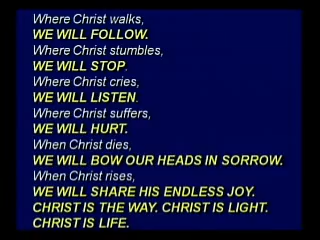 Where Christ walks,
WE WILL FOLLOW.
Where Christ stumbles,
WE WILL STOP.
Where Christ cries,
WE WILL LISTEN.
Where Christ suffers,
WE WILL HURT.
When Christ dies,
WE WILL BOW OUR HEADS IN SORROW.
When Christ rises,
WE WILL SHARE HIS ENDLESS JOY.
CHRIST IS THE WAY. CHRIST IS LIGHT.
CHRIST IS LIFE.